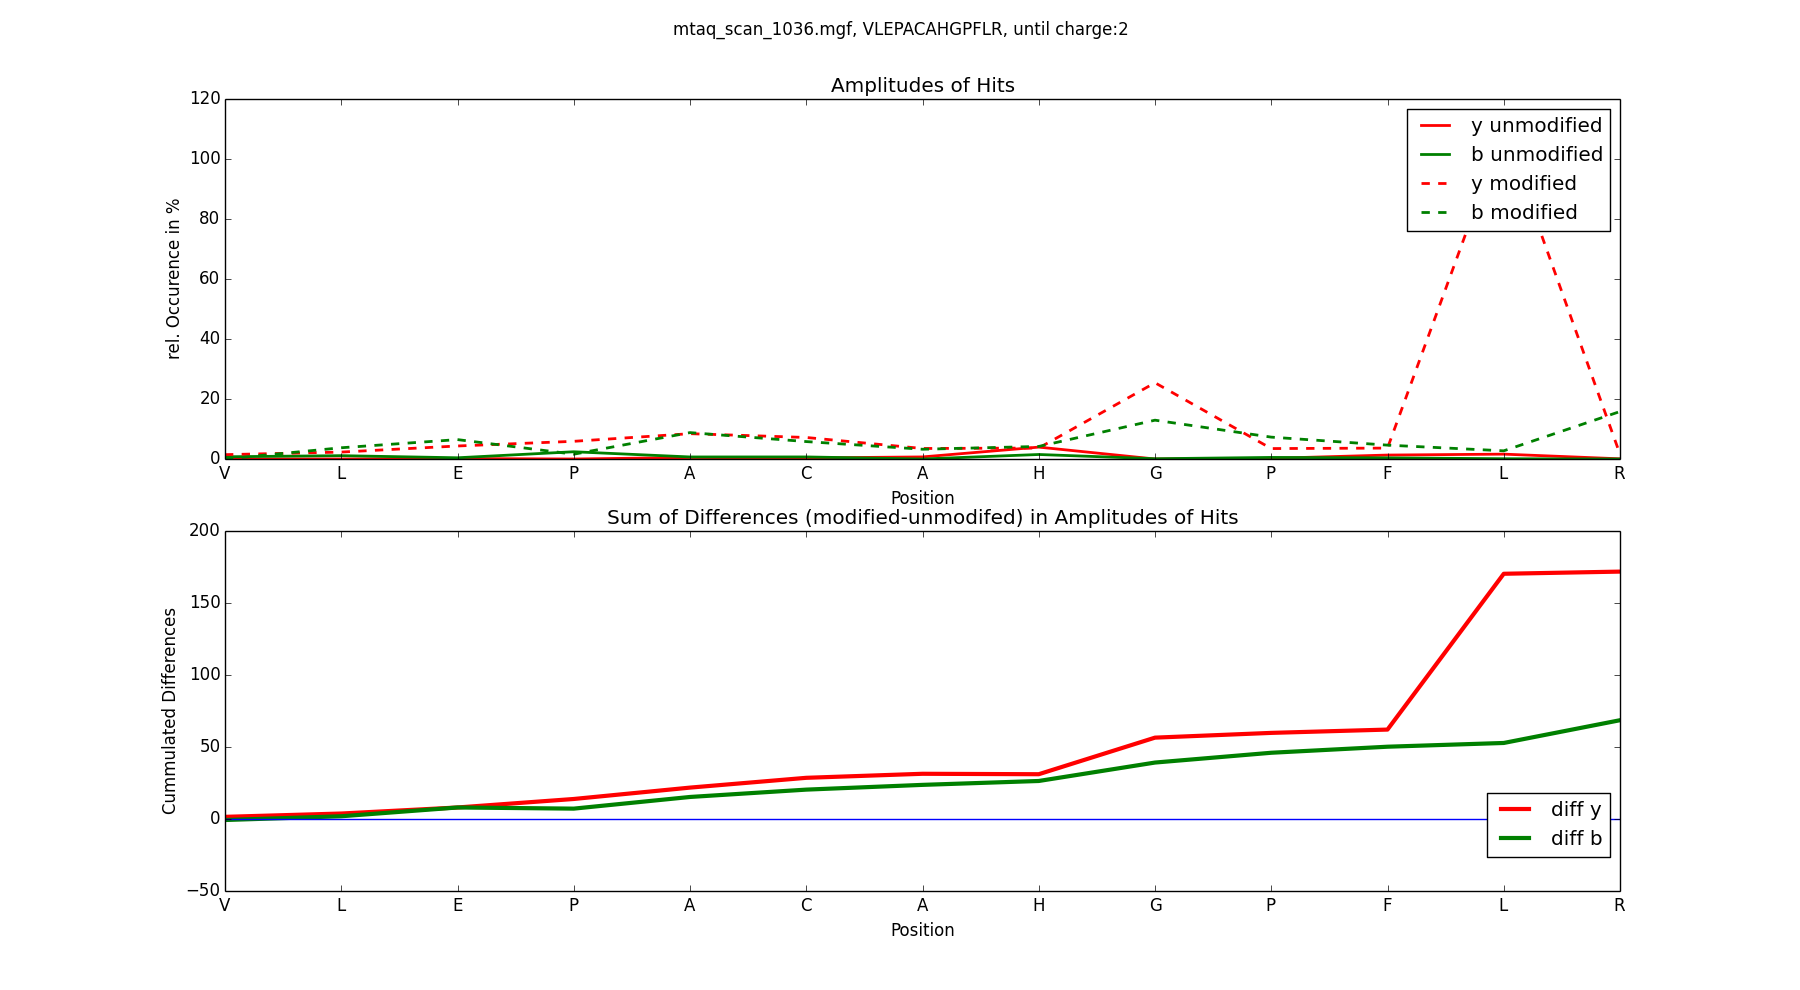 mtaq_scan_1036.mgf, VLEPACAHGPFLR, until charge:2
Amplitudes of Hits
120
100
80
60
40
20
0
rel. Occurence in %
y unmodified
b unmodified
y modified
b modified
V L E P A C A H G P F L R
Position
Sum of Differences (modified-unmodifed) in Amplitudes of Hits
200
150
100
50
0
−50
Cummulated Differences
diff y
diff b
V L E P A C A H G P F L R
Position